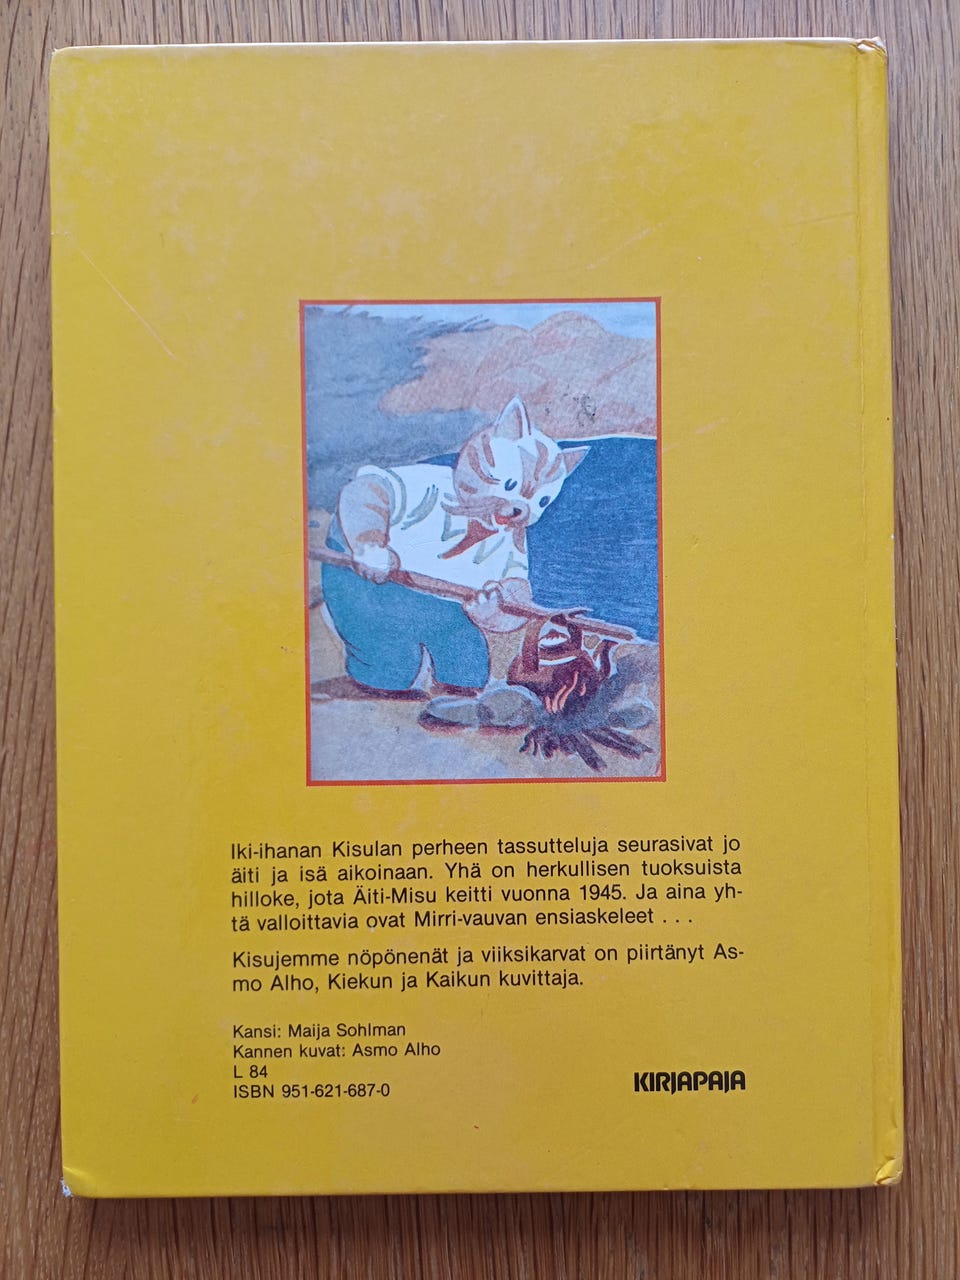 Iki-ihanan Kisulan perheen tassutteluja seurasivat jo
äiti ja isä aikoinaan. Yhä on herkullisen tuoksuista
hilloke, jota Äiti-Misu keitti vuonna 1945. Ja aina yh-
tä valloittavia ovat Mirri-vauvan ensiaskeleet . . .
Kisujemme nöpönenät ja viiksikarvat on piirtänyt As-
mo Alho, Kiekun ja Kaikun kuvittaja.
Kansi: Maija Sohlman
Kannen kuvat: Asmo Alho
L 84
ISBN 951-621-687-0
KIRJAPAJA